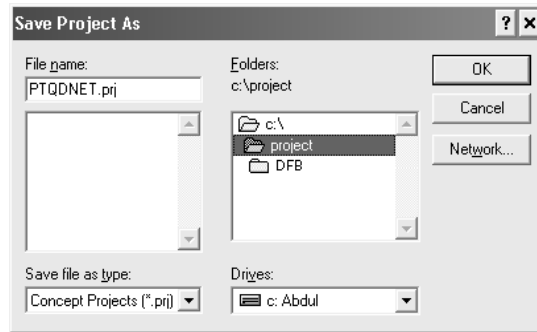 Save Project As
File name:
PTQDNET.prj
Folders:
c:\project
c:\
project
DFB
OK
Cancel
Network...
Save file as type:
Concept Projects (*.prj)
Drives:
c: Abdul